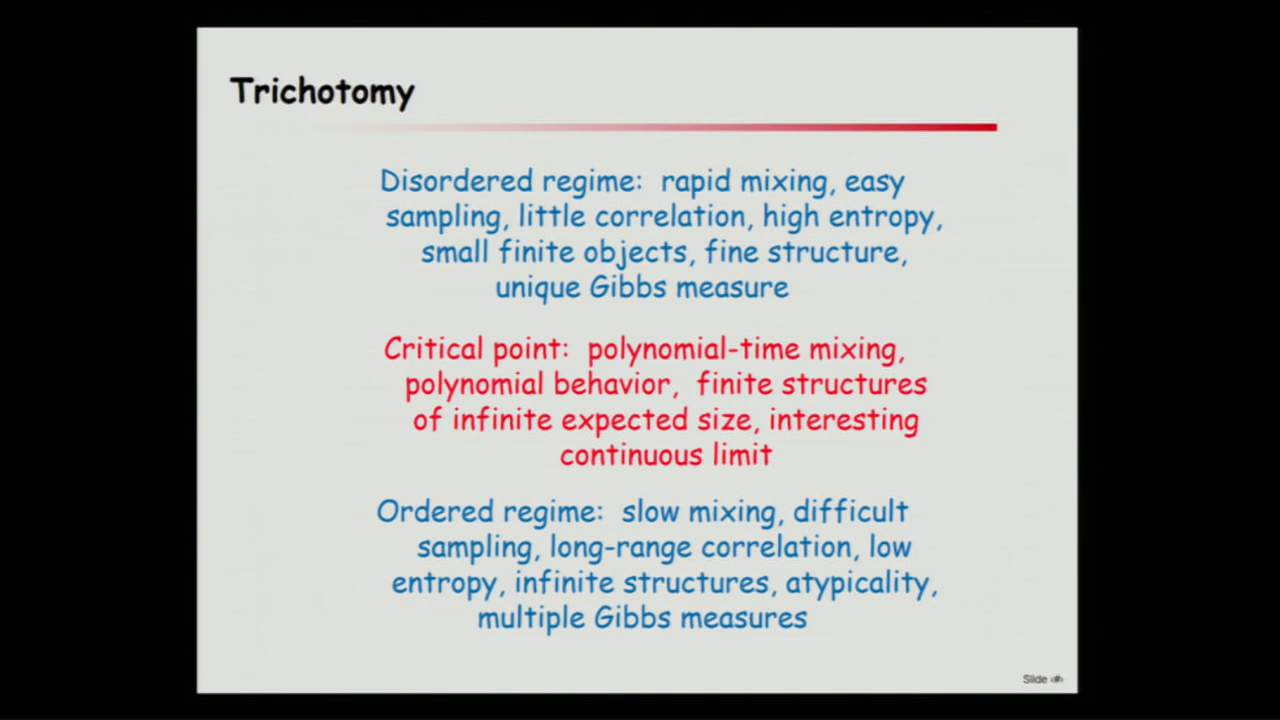 Trichotomy
Disordered regime: rapid mixing, easy
sampling, little correlation, high entropy,
small finite objects, fine structure,
unique Gibbs measure
Critical point: polynomial-time mixing,
polynomial behavior, finite structures
of infinite expected size, interesting
continuous limit
Ordered regime: slow mixing, difficult
sampling, long-range correlation, low
entropy, infinite structures, atypicality,
multiple Gibbs measures
Slide ‹#›